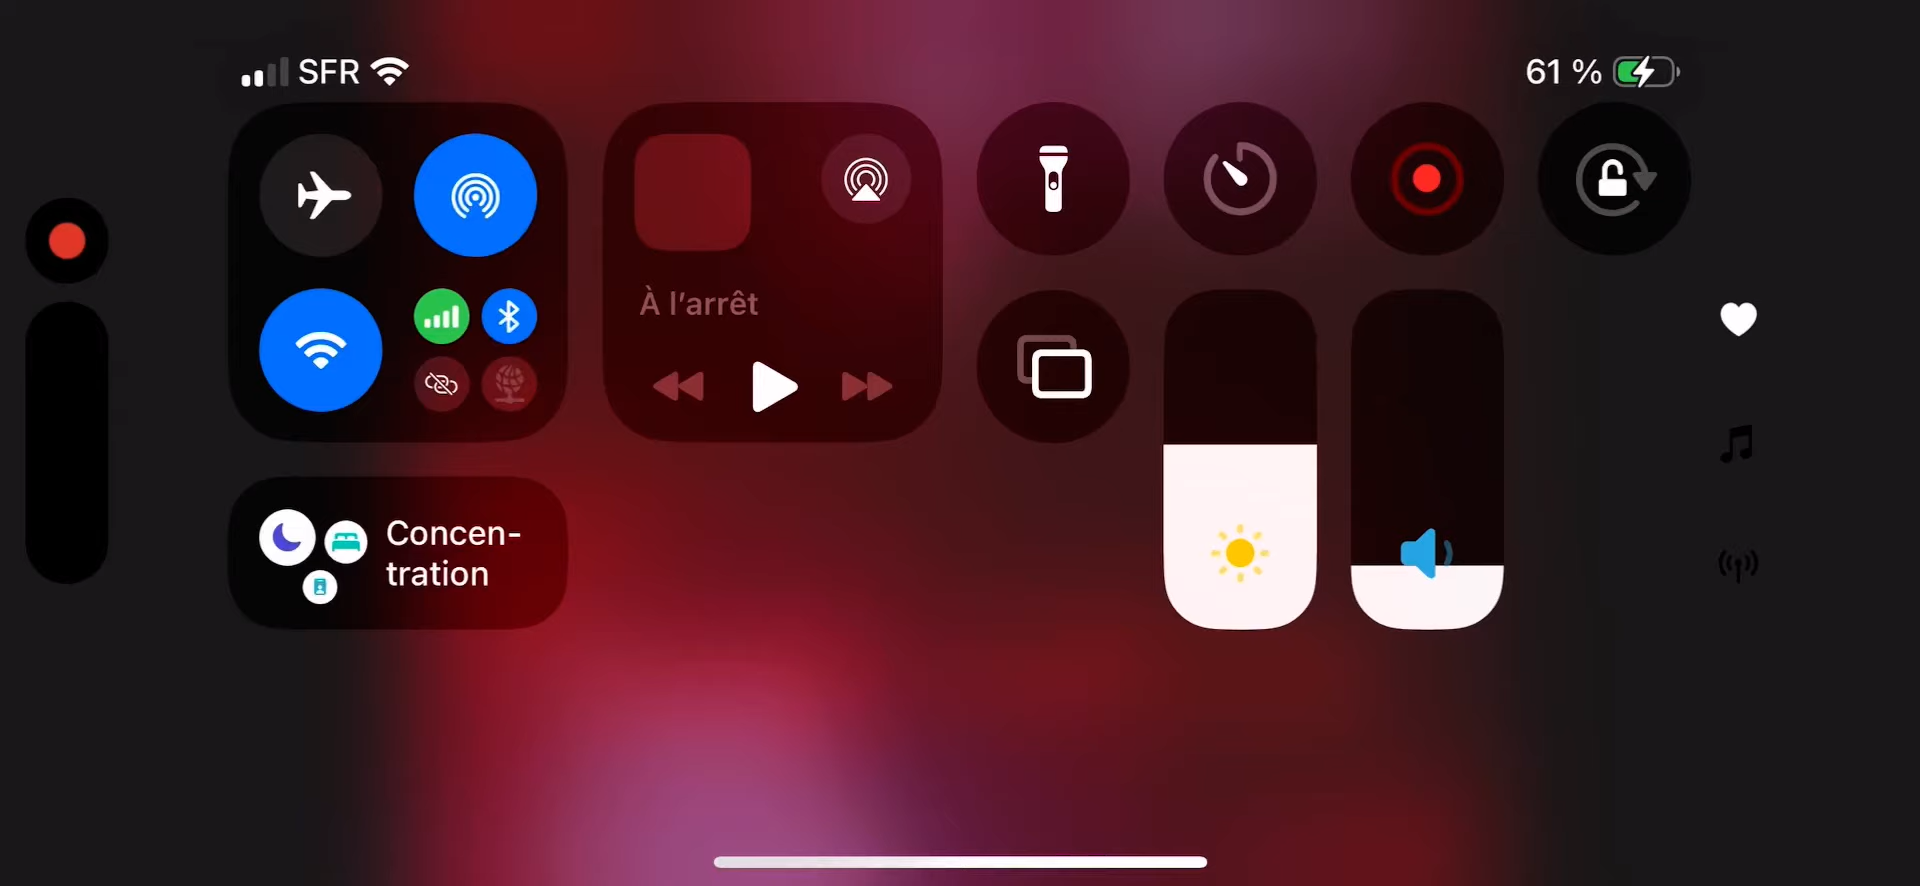 SFR
61 %
À l’arrêt
Concen-
tration